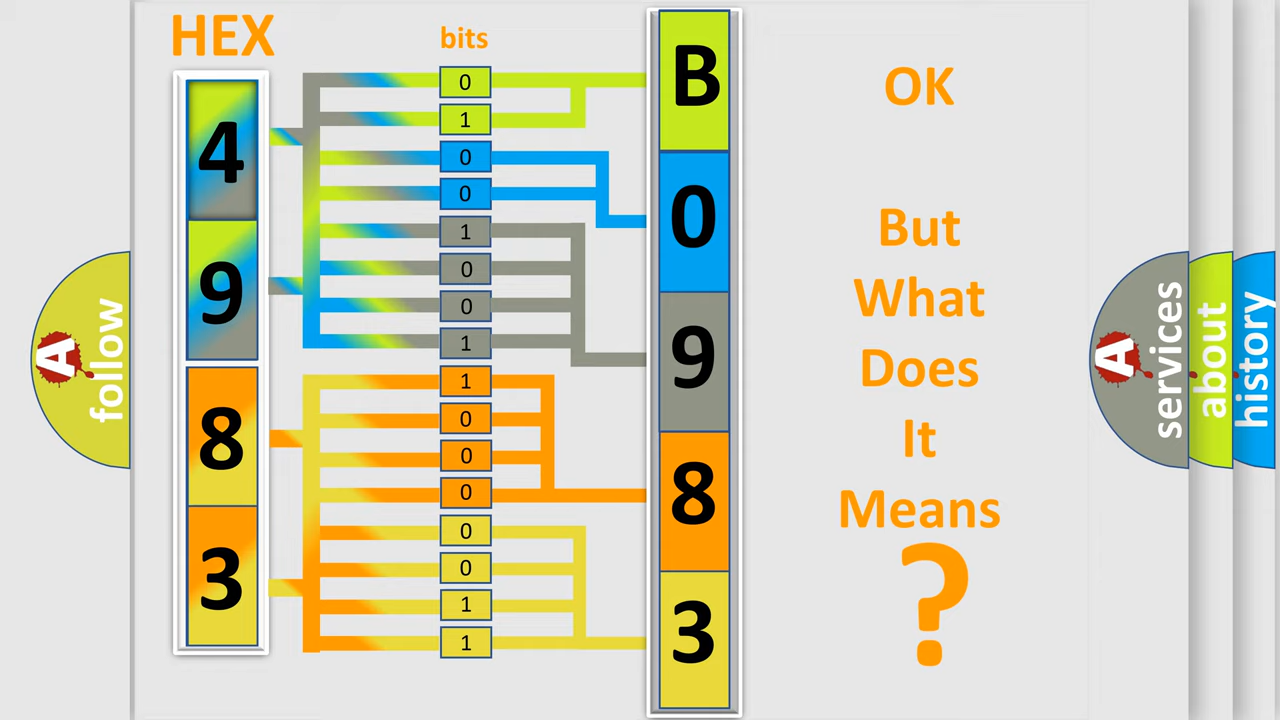 HEX
bits
4
9
8
3
0
1
0
0
1
0
0
1
1
0
0
0
0
0
1
1
B
0
9
8
3
OK
But
What
Does
It
Means
?
A
follow
A
services
about
history